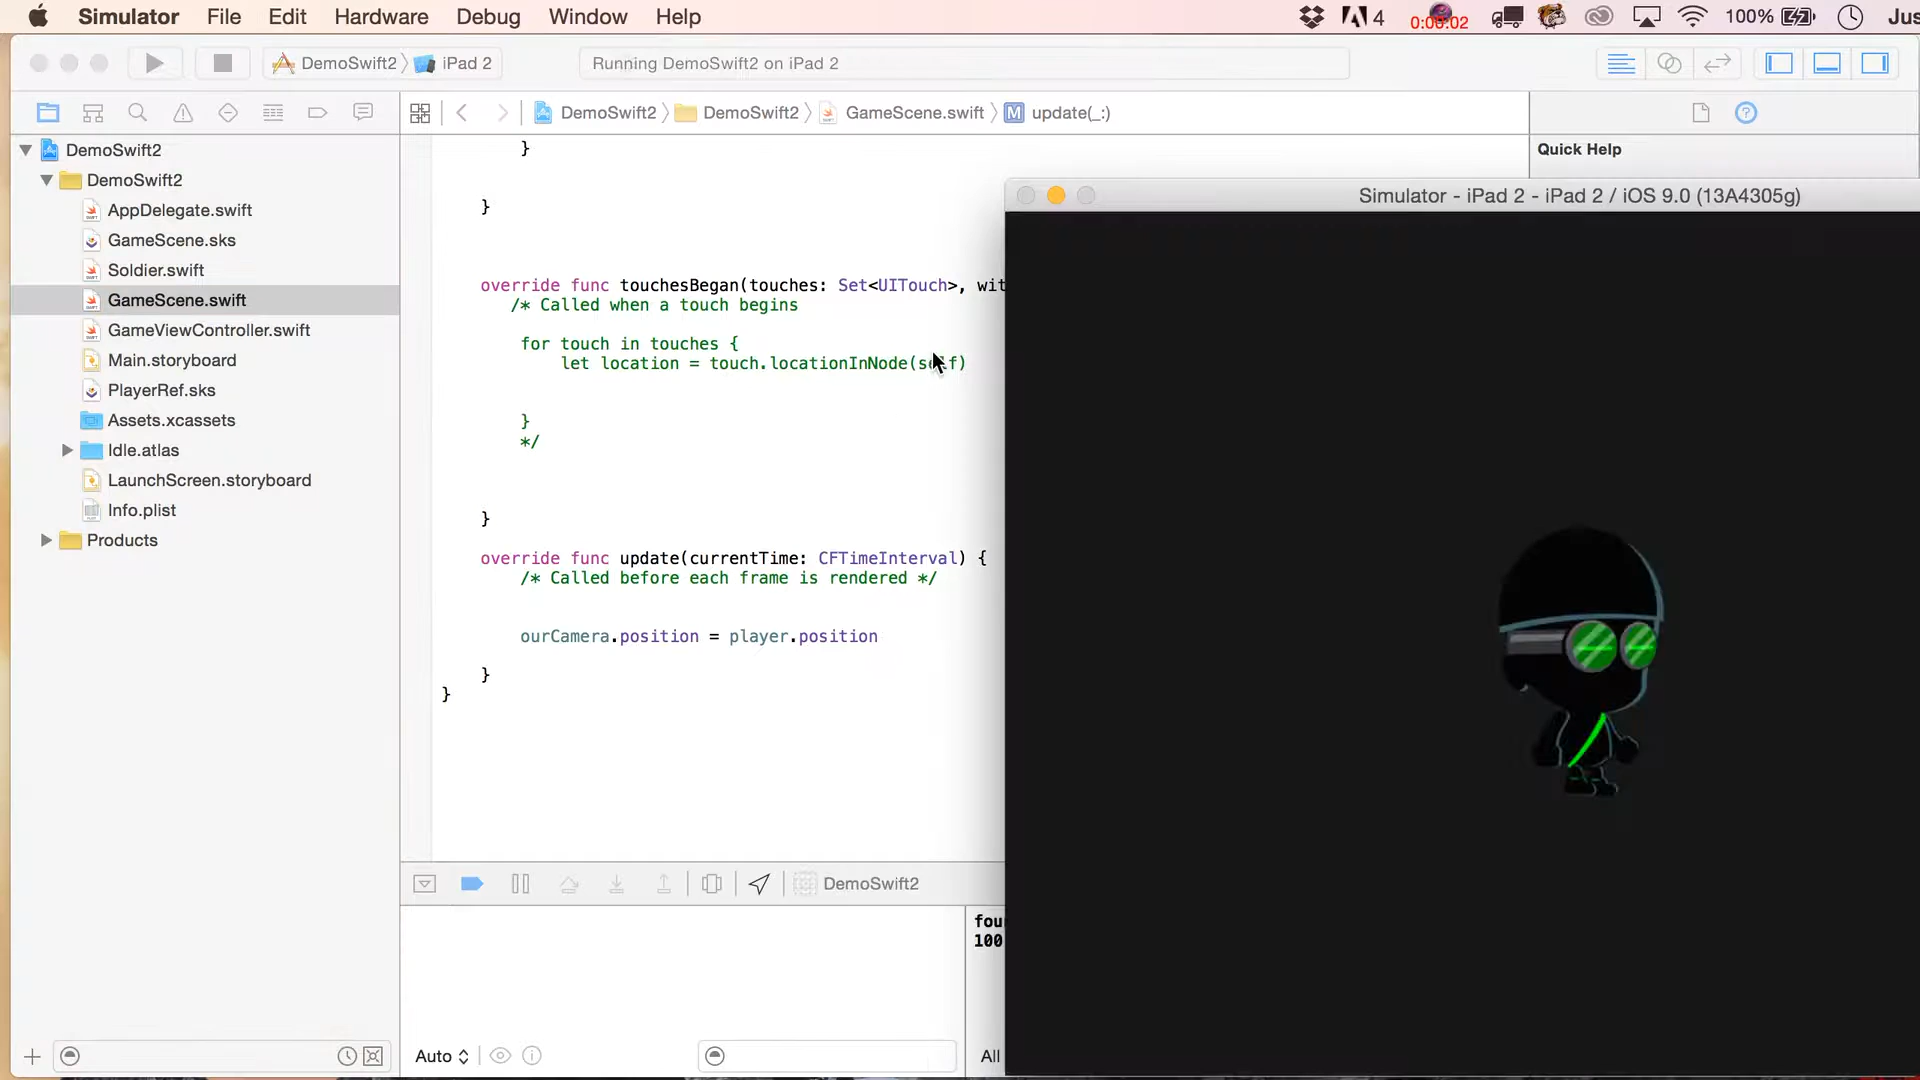 Simulator File Edit Hardware Debug Window Help 4 0:00:02 100% Jus
DemoSwift2 iPad 2 Running DemoSwift2 on iPad 2
DemoSwift2 DemoSwift2 GameScene.swift M update(_:)
Quick Help
DemoSwift2
DemoSwift2
AppDelegate.swift
GameScene.sks
Soldier.swift
GameScene.swift
GameViewController.swift
Main.storyboard
PlayerRef.sks
Assets.xcassets
Idle.atlas
LaunchScreen.storyboard
Info.plist
Products
}
}
override func touchesBegan(touches: Set<UITouch>, wit
/* Called when a touch begins
for touch in touches {
let location = touch.locationInNode(self)
}
*/
}
override func update(currentTime: CFTimeInterval) {
/* Called before each frame is rendered */
ourCamera.position = player.position
}
}
Simulator - iPad 2 - iPad 2 / iOS 9.0 (13A4305g)
DemoSwift2
fou
100
Auto
All